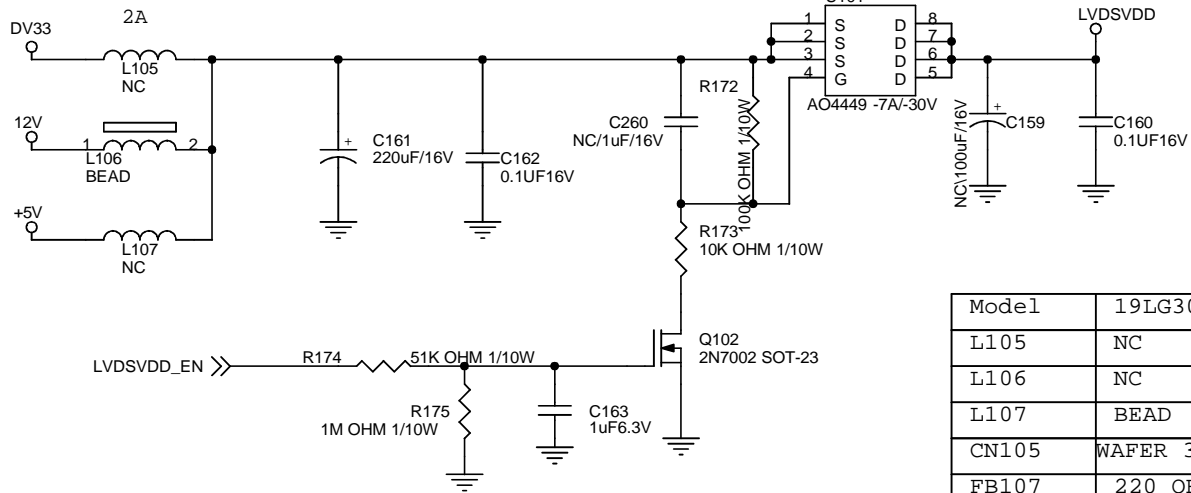 2A
DV33
L105
NC
12V
1
2
L106
BEAD
+5V
L107
NC
C161
220uF/16V
C162
0.1UF16V
C260
NC/1uF/16V
R172
100K OHM 1/10W
R173
10K OHM 1/10W
1
2
3
4
S
S
S
G
D
D
D
D
8
7
6
5
AO4449 -7A/-30V
LVDSVDD
C159
NC\100uF/16V
C160
0.1UF16V
Q102
2N7002 SOT-23
LVDSVDD_EN
R174
51K OHM 1/10W
R175
1M OHM 1/10W
C163
1uF6.3V
Model
L105 NC
L106 NC
L107 BEAD
CN105 WAFER
FB107 220